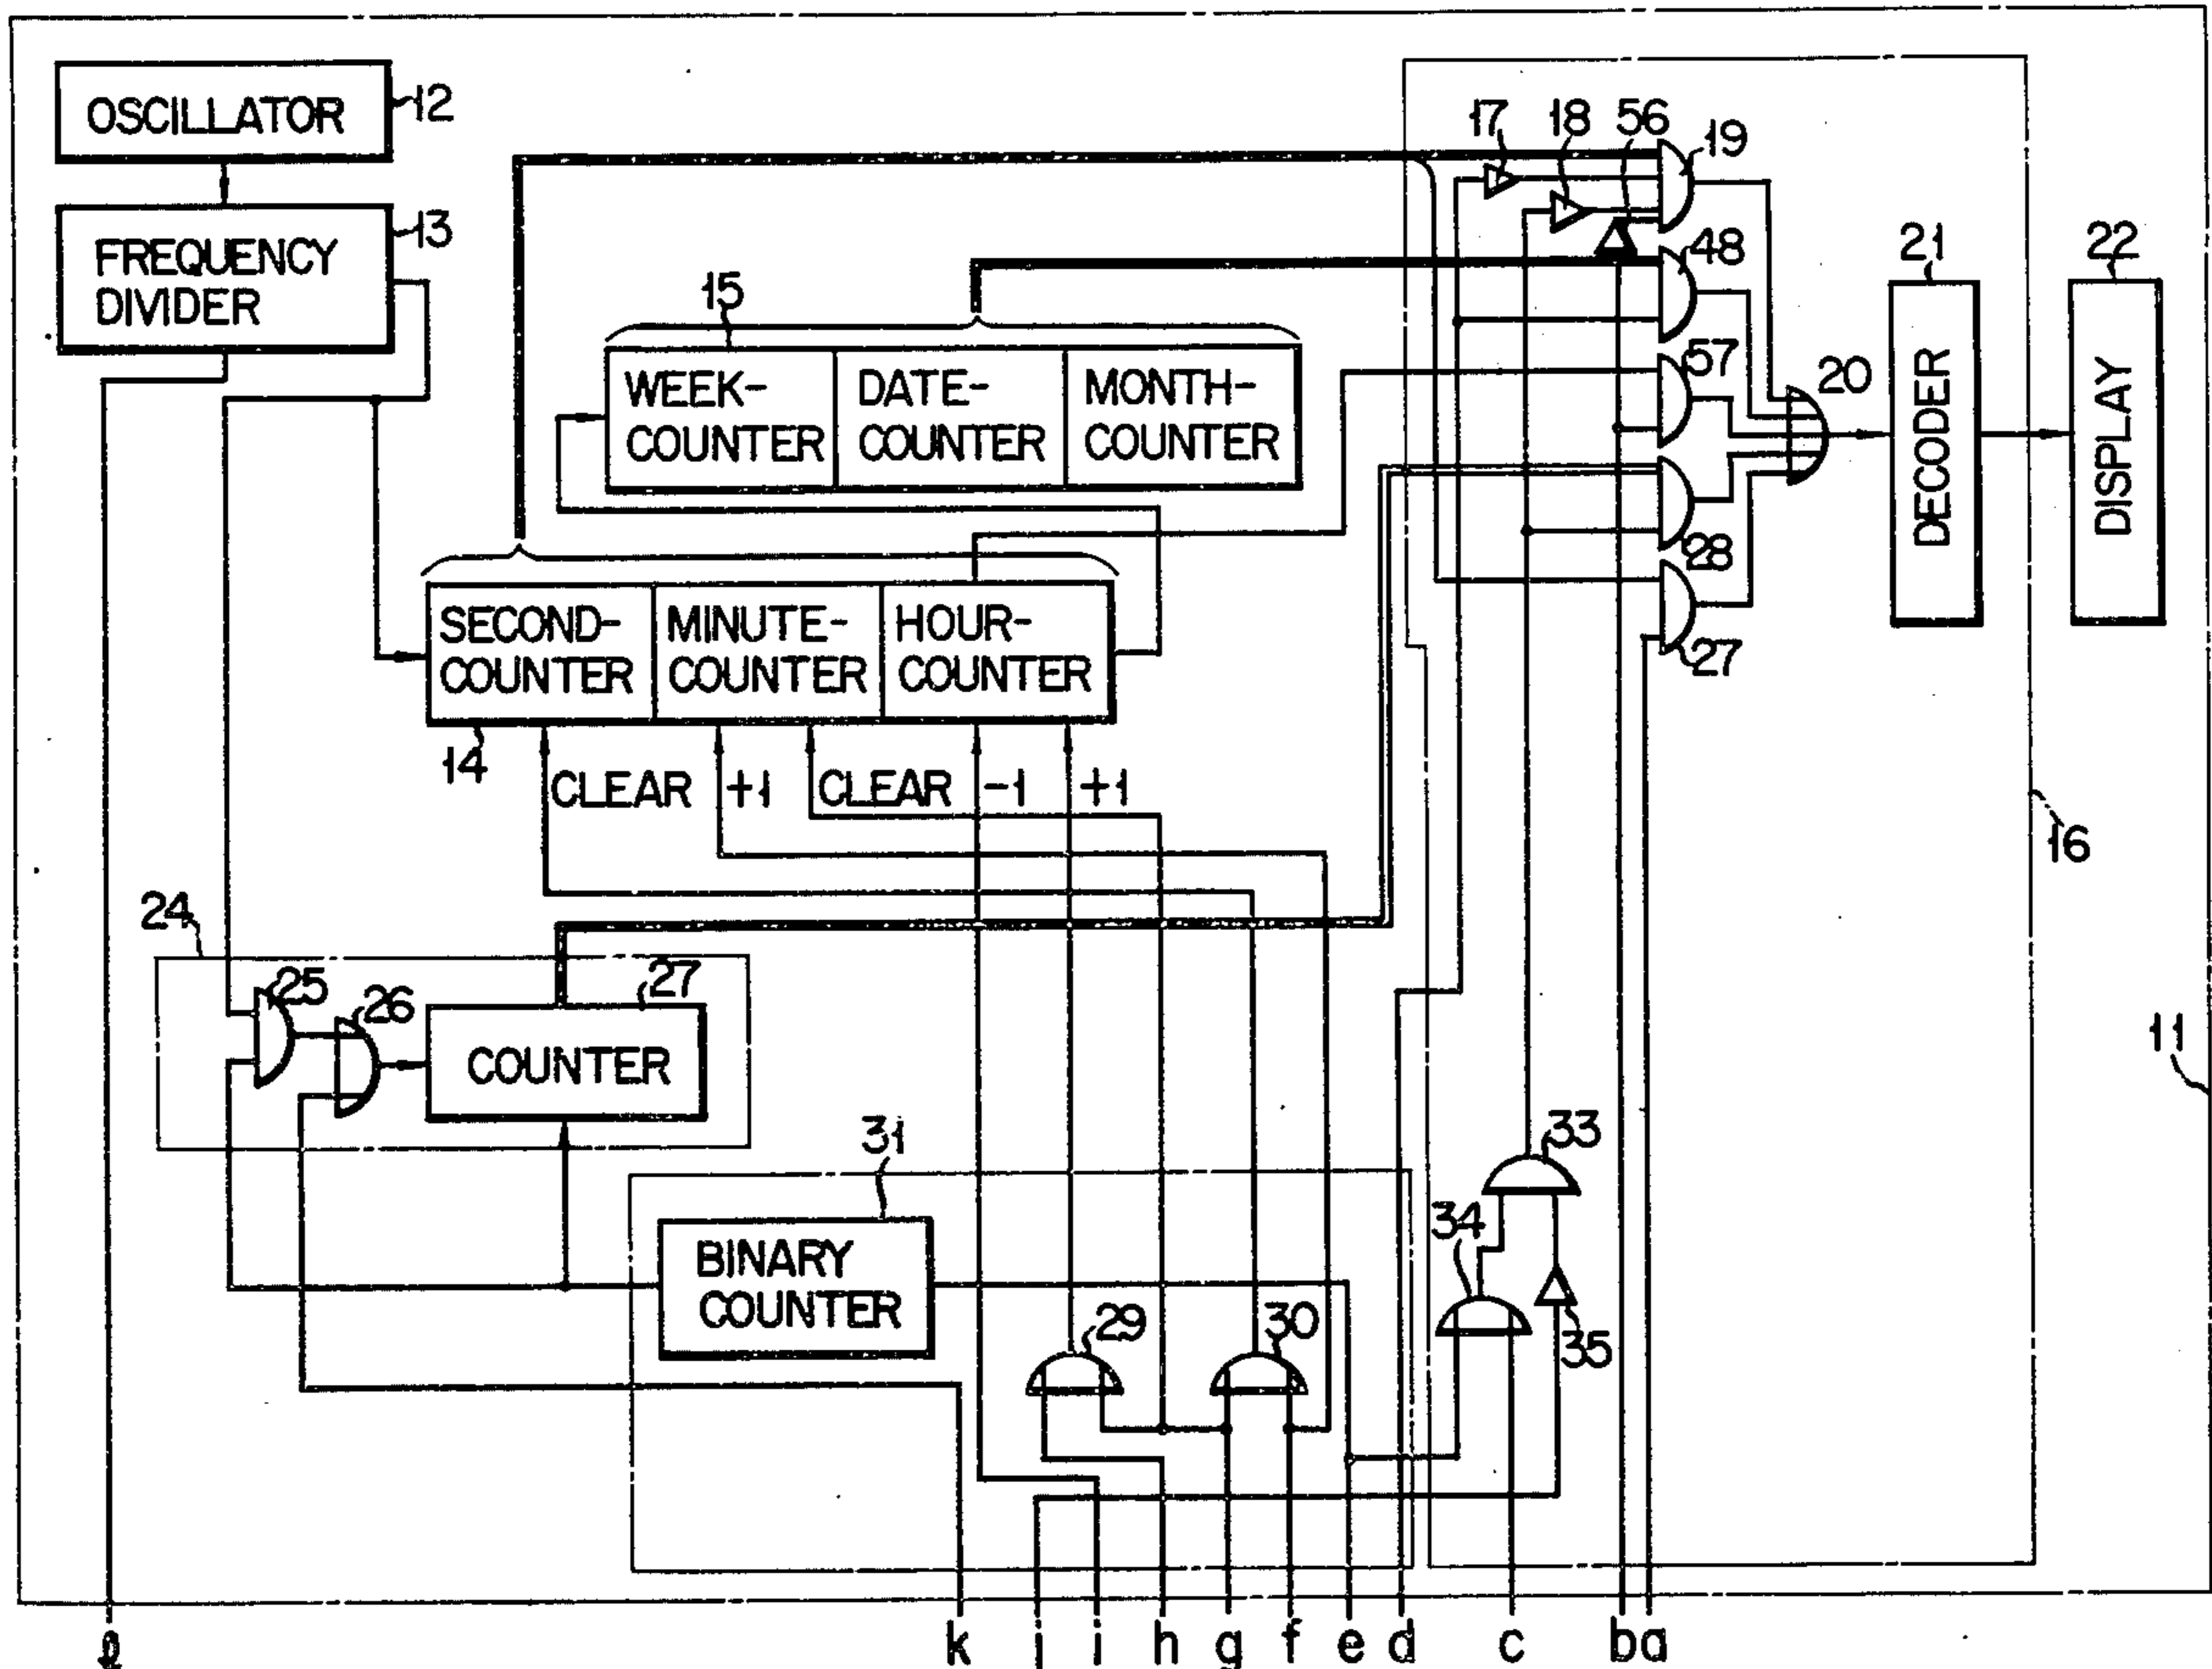 OSCILLATOR
12
FREQUENCY
DIVIDER
13
17
18
56
19
48
57
20
28
27
21
DECODER
22
DISPLAY
15
WEEK-
COUNTER
DATE-
COUNTER
MONTH-
COUNTER
SECOND-
COUNTER
MINUTE-
COUNTER
HOUR-
COUNTER
14
CLEAR
+1
CLEAR
-1
+1
16
24
25
26
27
COUNTER
11
31
BINARY
COUNTER
29
30
33
34
35
l
k
j
i
h
g
f
e
d
c
b
a